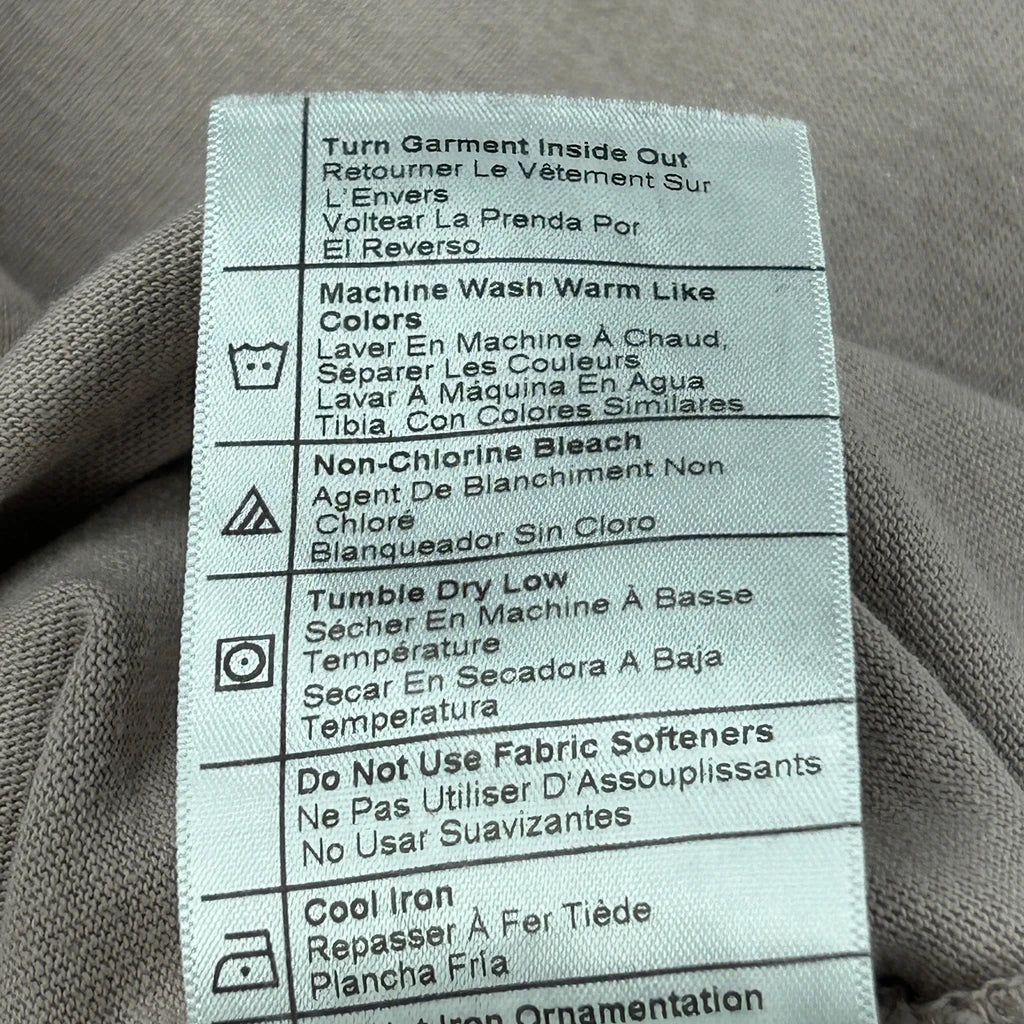 Turn Garment Inside Out
Retourner Le Vêtement Sur
L'Envers
Voltear La Prenda Por
El Reverso
Machine Wash Warm Like
Colors
Laver En Machine À Chaud,
Séparer Les Couleurs
Lavar A Máquina En Agua
Tibia, Con Colores Similares
Non-Chlorine Bleach
Agent De Blanchiment Non
Chloré
Blanqueador Sin Cloro
Tumble Dry Low
Sécher En Machine À Basse
Température
Secar En Secadora A Baja
Temperatura
Do Not Use Fabric Softeners
Ne Pas Utiliser D'Assouplissants
No Usar Suavizantes
Cool Iron
Repasser À Fer Tiède
Plancha Fría
Iron Ornamentation